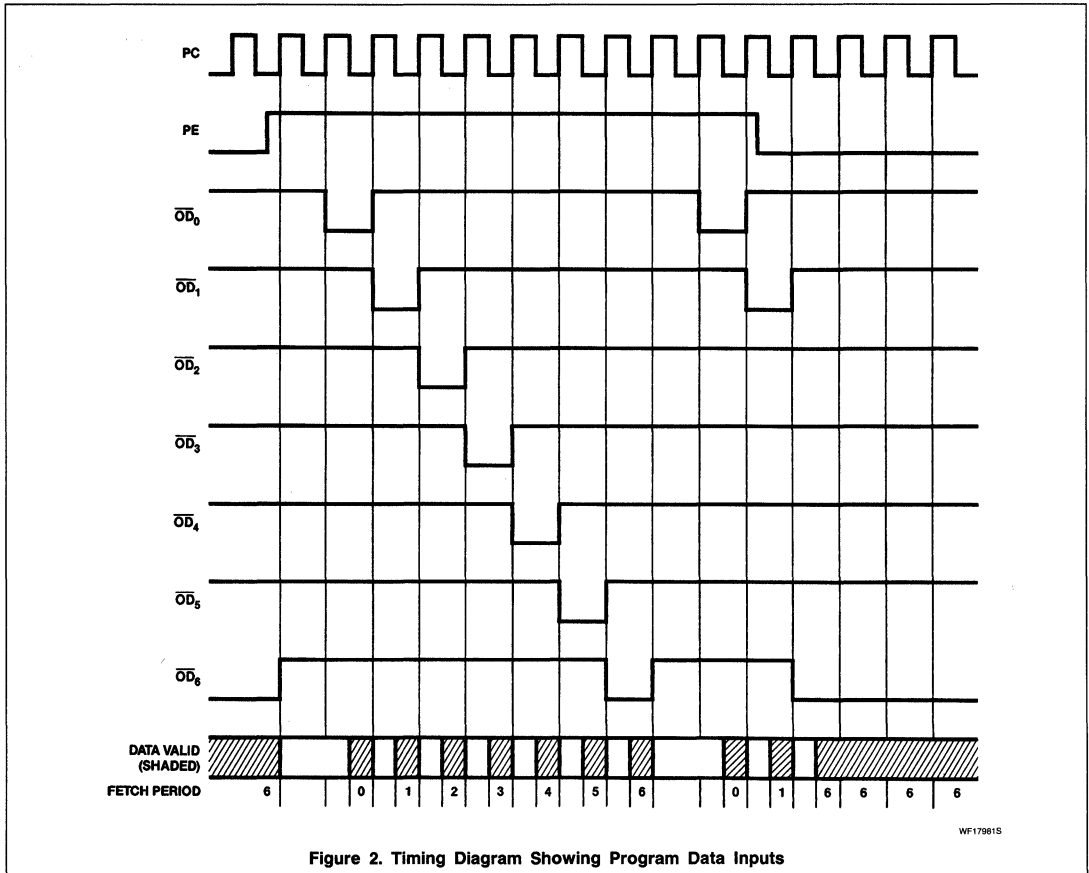 PC
PE
OD₀
OD₁
OD₂
OD₃
OD₄
OD₅
OD₆
DATA VALID
(SHADED)
FETCH PERIOD 6 0 1 2 3 4 5 6 0 1 6 6 6 6
WF17981S
Figure 2. Timing Diagram Showing Program Data Inputs